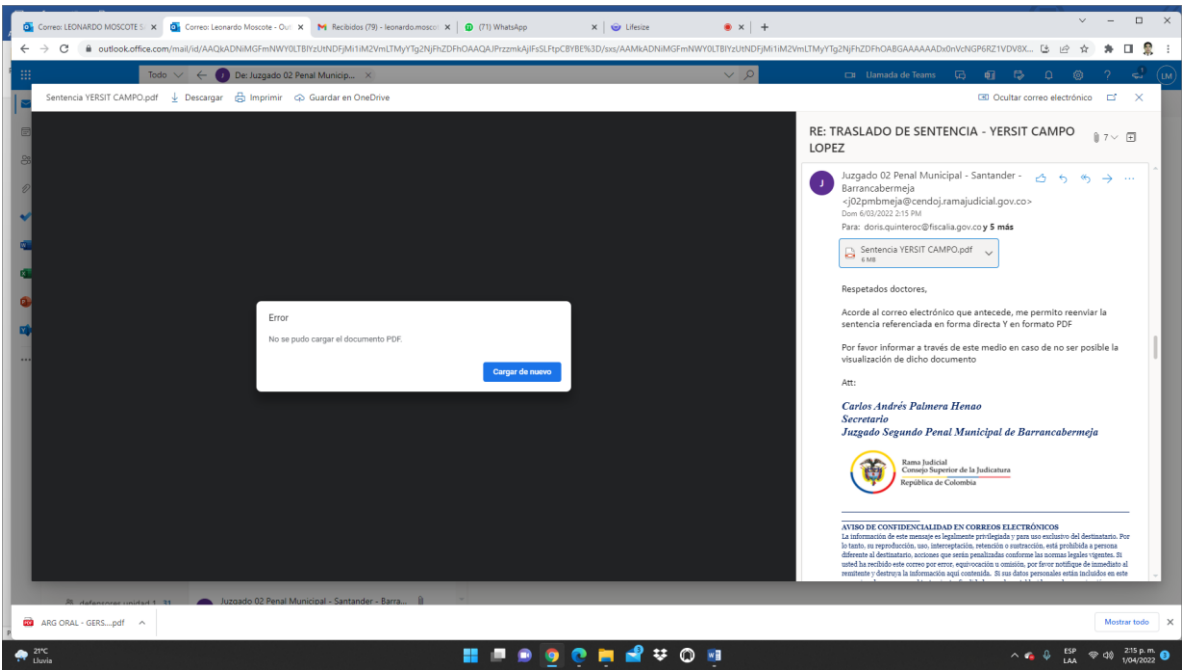 Correo: LEONARDO MOSCOTE S
Correo: Leonardo Moscote - Out
Recibidos (79) - leonardo.mosco
(71) WhatsApp
Lifesize
Todo
De: Juzgado 02 Penal Municip...
Llamada de Teams
LM
Sentencia YERSIT CAMPO.pdf
Descargar
Imprimir
Guardar en OneDrive
Ocultar correo electrónico
RE: TRASLADO DE SENTENCIA - YERSIT CAMPO
LOPEZ
7
J
Juzgado 02 Penal Municipal - Santander -
Barrancabermeja
<j02pmbmeja@cendoj.ramajudicial.gov.co>
Dom 6/03/2022 2:15 PM
Para: doris.quinteroc@fiscalia.gov.co y 5 más
Sentencia YERSIT CAMPO.pdf
6 MB
Respetados doctores,
Acorde al correo electrónico que antecede, me permito reenviar la
sentencia referenciada en forma directa Y en formato PDF
Por favor informar a través de este medio en caso de no ser posible la
visualización de dicho documento
Att:
Carlos Andrés Palmera Henao
Secretario
Juzgado Segundo Penal Municipal de Barrancabermeja
Rama Judicial
Consejo Superior de la Judicatura
República de Colombia
AVISO DE CONFIDENCIALIDAD EN CORREOS ELECTRÓNICOS
La información de este mensaje es legalmente privilegiada y para uso exclusivo del destinatario. Por
lo tanto, su reproducción, uso, interceptación, retención o sustracción, está prohibida a persona
diferente al destinatario, acciones que serán penalizadas conforme las normas legales vigentes. Si
usted ha recibido este correo por error, equivocación u omisión, por favor notifique de inmediato al
remitente y destruya la información aquí contenida. Si sus datos personales están incluidos en este
Error
No se pudo cargar el documento PDF.
Cargar de nuevo
defensores unidad 1 31
Juzgado 02 Penal Municipal - Santander - Barra...
ARG ORAL - GERS....pdf
Mostrar todo
21°C
Lluvia
ESP
LAA
2:15 p. m.
1/04/2022
3